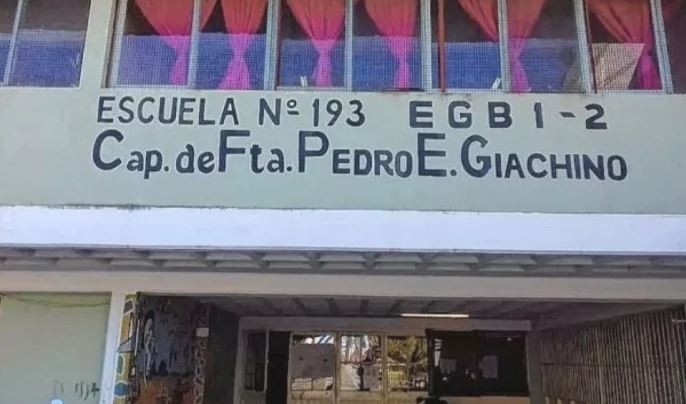 ESCUELA Nº 193 EGB 1-2
Cap. de Fta. PEDRO E. GIACHINO